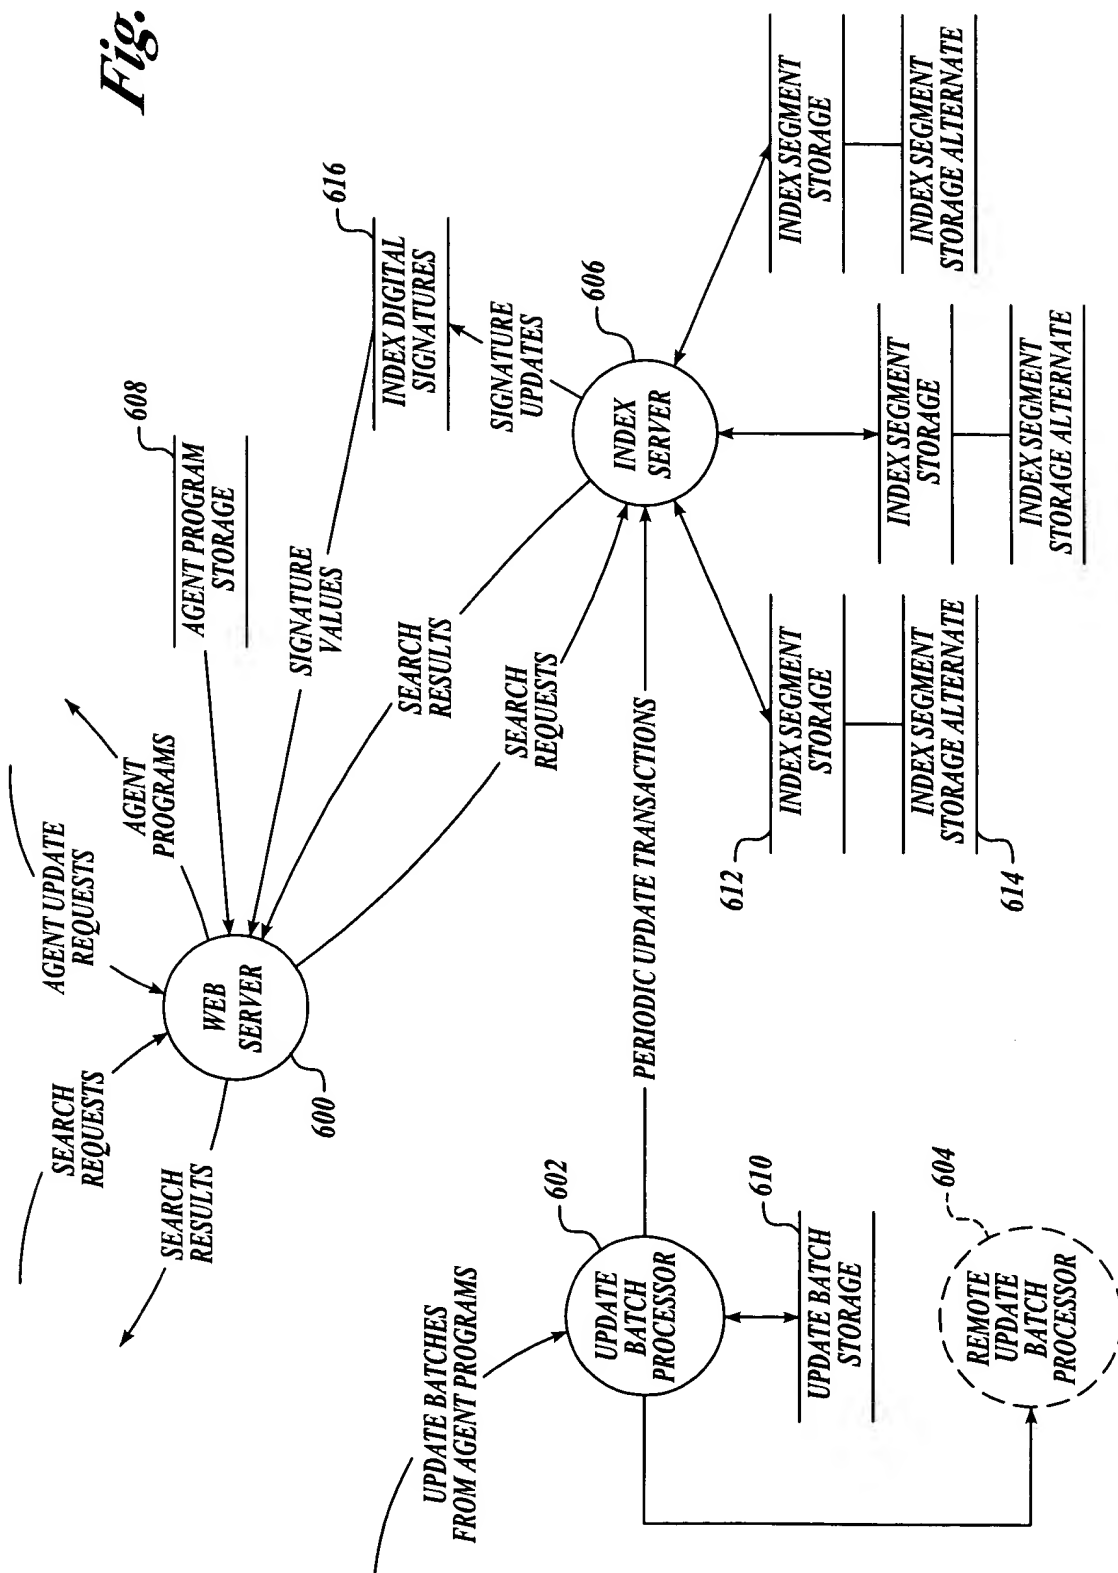 Fig.
SEARCH
RESULTS
SEARCH
REQUESTS
AGENT UPDATE
REQUESTS
AGENT
PROGRAMS
WEB
SERVER
600
608
AGENT PROGRAM
STORAGE
SIGNATURE
VALUES
616
INDEX DIGITAL
SIGNATURES
SIGNATURE
UPDATES
SEARCH
RESULTS
SEARCH
REQUESTS
606
INDEX
SERVER
UPDATE BATCHES
FROM AGENT PROGRAMS
602
UPDATE
BATCH
PROCESSOR
PERIODIC UPDATE TRANSACTIONS
610
UPDATE BATCH
STORAGE
604
REMOTE
UPDATE
BATCH
PROCESSOR
612
INDEX SEGMENT
STORAGE
INDEX SEGMENT
STORAGE ALTERNATE
614
INDEX SEGMENT
STORAGE
INDEX SEGMENT
STORAGE ALTERNATE
INDEX SEGMENT
STORAGE
INDEX SEGMENT
STORAGE ALTERNATE